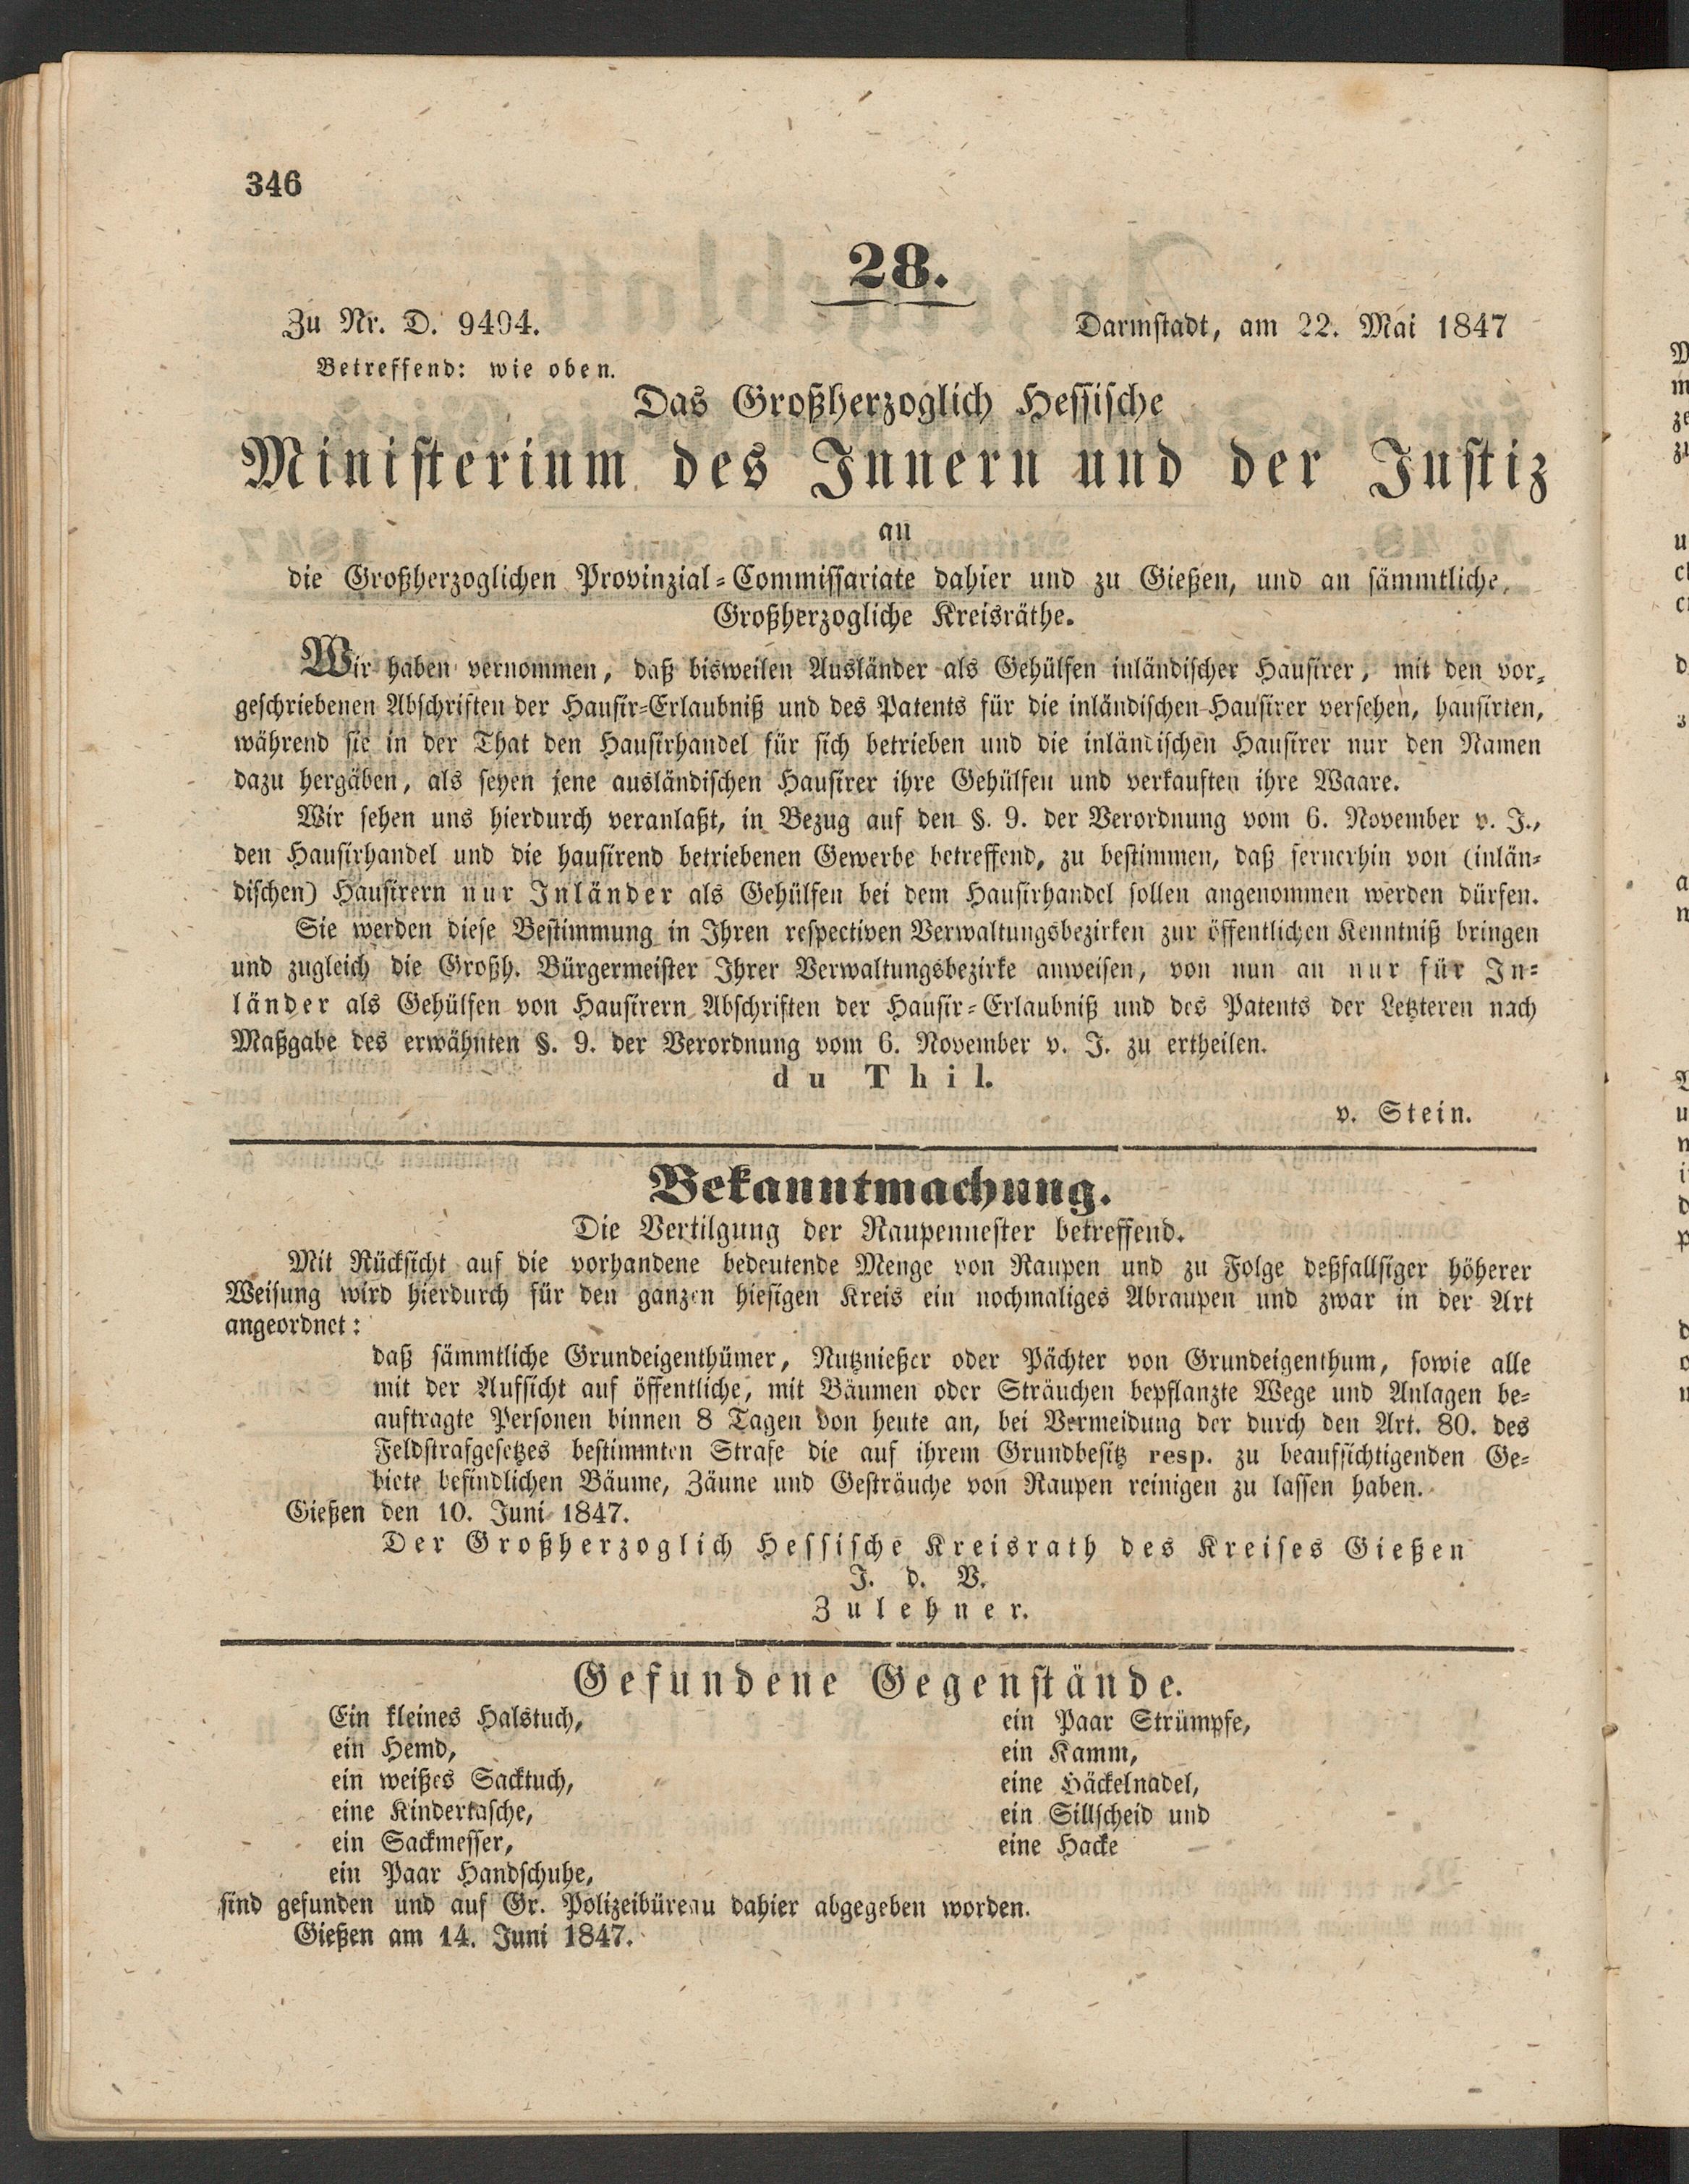 346
28.
Zu Nr. D. 9404.
Darmstadt, am 22. Mai 1847
Betreffend: wie oben.
Das Großherzoglich Hessische
Ministerium des Innern und der Justiz
an
die Großherzoglichen Provinzial-Commissariate dahier und zu Gießen, und an sämmtliche
Großherzogliche Kreisräthe.
Wir haben vernommen, daß bisweilen Ausländer als Gehülfen inländischer Hausirer, mit den vor-
geschriebenen Abschriften der Hausir-Erlaubniß und des Patents für die inländischen Hausirer versehen, hausirten,
während sie in der That den Hausirhandel für sich betrieben und die inländischen Hausirer nur den Namen
dazu hergäben, als seyen jene ausländischen Hausirer ihre Gehülfen und verkauften ihre Waare.
Wir sehen uns hierdurch veranlaßt, in Bezug auf den §. 9. der Verordnung vom 6. November v. J.,
den Hausirhandel und die hausirend betriebenen Gewerbe betreffend, zu bestimmen, daß fernerhin von (inlän-
dischen) Hausirern nur Inländer als Gehülfen bei dem Hausirhandel sollen angenommen werden dürfen.
Sie werden diese Bestimmung in Ihren respectiven Verwaltungsbezirken zur öffentlichen Kenntniß bringen
und zugleich die Großh. Bürgermeister Ihrer Verwaltungsbezirke anweisen, von nun an nur für In-
länder als Gehülfen von Hausirern Abschriften der Hausir-Erlaubniß und des Patents der Letzteren nach
Maßgabe des erwähnten §. 9. der Verordnung vom 6. November v. J. zu ertheilen.
du Thil.
v. Stein.
Bekanntmachung.
Die Vertilgung der Raupennester betreffend.
Mit Rücksicht auf die vorhandene bedeutende Menge von Raupen und zu Folge deßfallsiger höherer
Weisung wird hierdurch für den ganzen hiesigen Kreis ein nochmaliges Abraupen und zwar in der Art
angeordnet:
daß sämmtliche Grundeigenthümer, Nutznießer oder Pächter von Grundeigenthum, sowie alle
mit der Aufsicht auf öffentliche, mit Bäumen oder Sträuchen bepflanzte Wege und Anlagen be-
auftragte Personen binnen 8 Tagen von heute an, bei Vermeidung der durch den Art. 80. des
Feldstrafgesetzes bestimmten Strafe die auf ihrem Grundbesitz resp. zu beaufsichtigenden Ge-
biete befindlichen Bäume, Zäune und Gesträuche von Raupen reinigen zu lassen haben.
Gießen den 10. Juni 1847.
Der Großherzoglich Hessische Kreisrath des Kreises Gießen
J. d. V.
Zulehner.
Gefundene Gegenstände.
Ein kleines Halstuch,
ein Hemd,
ein weißes Sacktuch,
eine Kindertasche,
ein Sackmesser,
ein Paar Handschuhe,
ein Paar Strümpfe,
ein Kamm,
eine Häckelnadel,
ein Sillscheid und
eine Hacke
sind gefunden und auf Gr. Polizeibüreau dahier abgegeben worden.
Gießen am 14. Juni 1847.